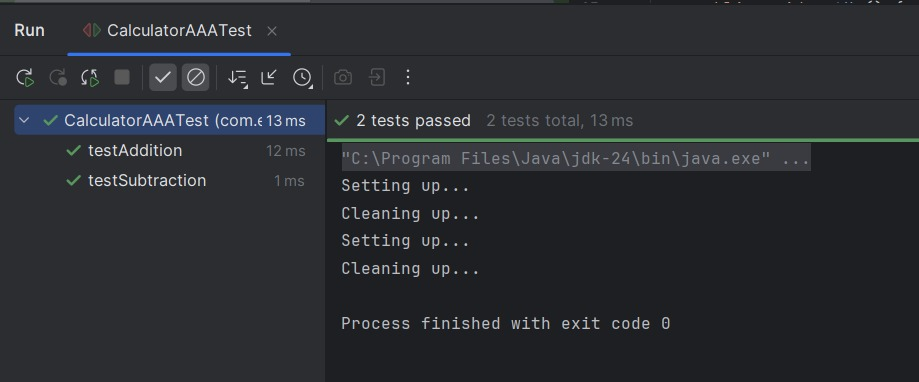 Run CalculatorAAATest
CalculatorAAATest (com.e 13 ms
testAddition 12 ms
testSubtraction 1 ms
2 tests passed 2 tests total, 13 ms
"C:\Program Files\Java\jdk-24\bin\java.exe" ...
Setting up...
Cleaning up...
Setting up...
Cleaning up...
Process finished with exit code 0